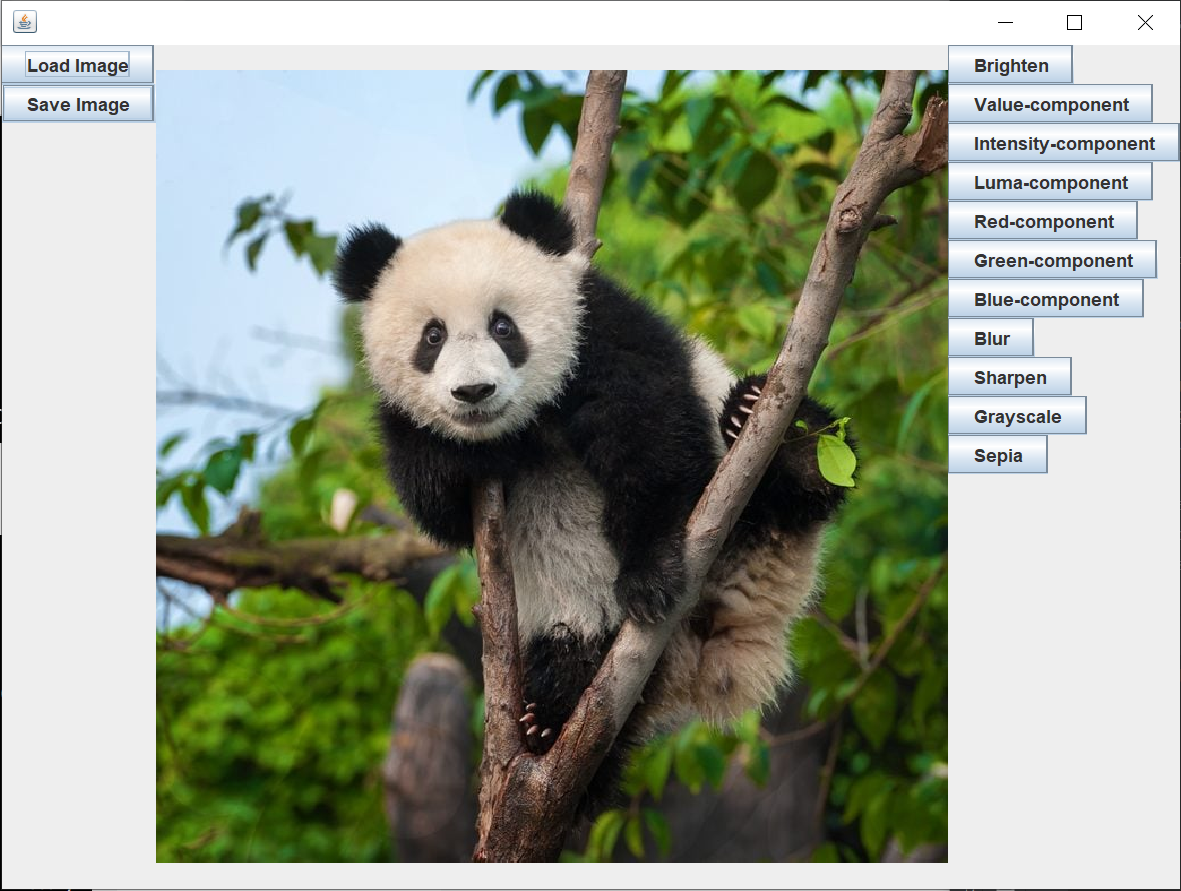 Load Image
Save Image
Brighten
Value-component
Intensity-component
Luma-component
Red-component
Green-component
Blue-component
Blur
Sharpen
Grayscale
Sepia